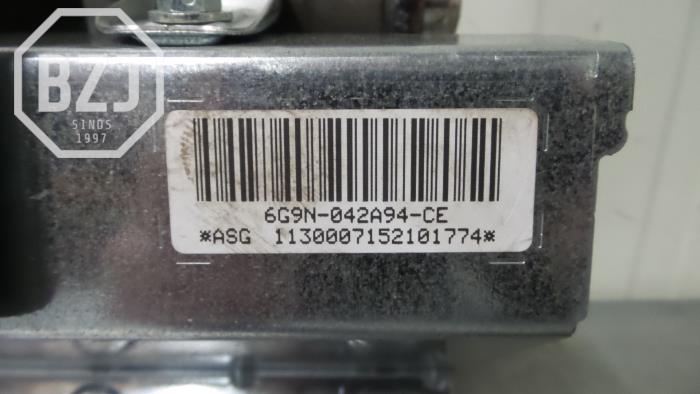 BZJ
SINDS
1997
6G9N-042A94-CE
*ASG 1130007152101774*